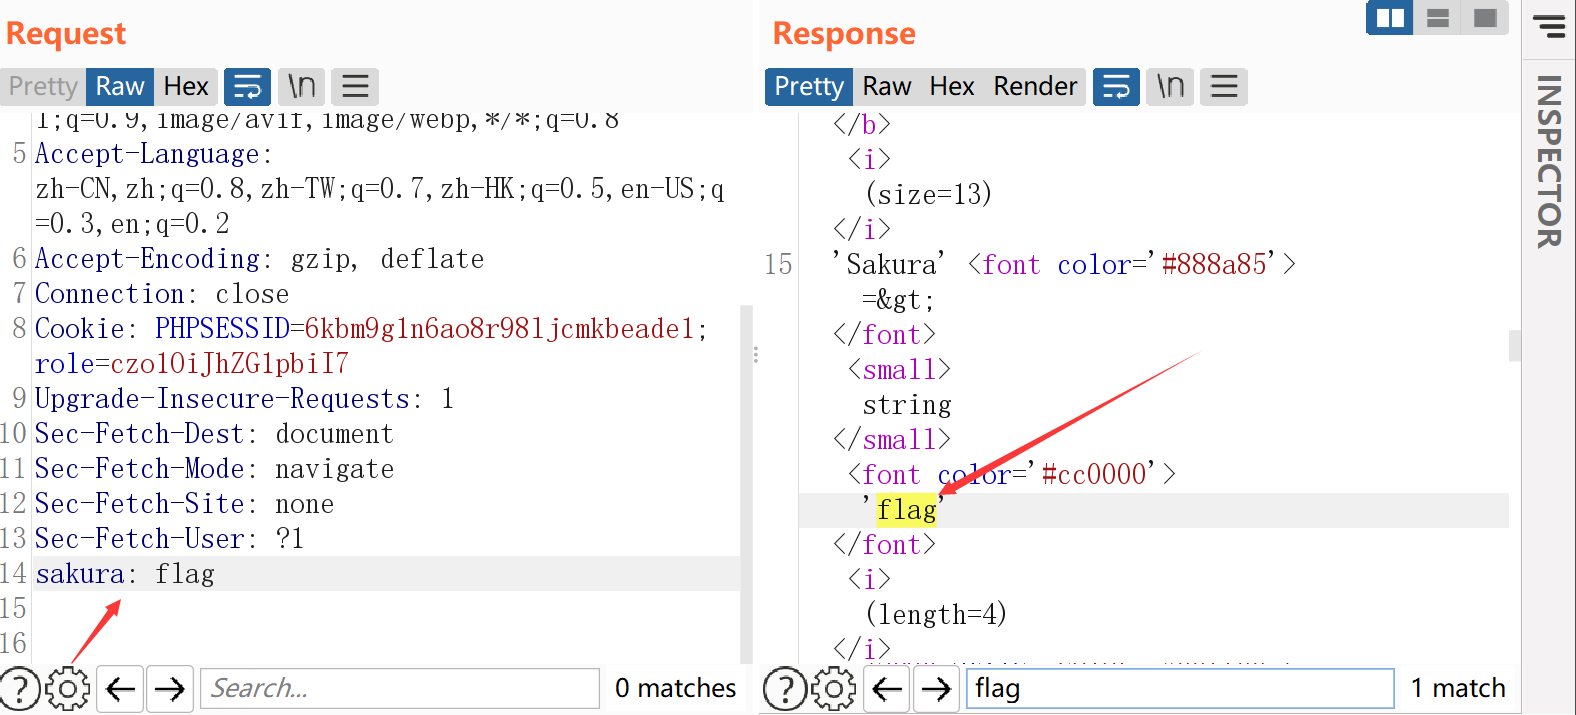 Request
Pretty Raw Hex \n
l;q=0.9,image/avif,image/webp,*/*;q=0.8
5 Accept-Language:
zh-CN,zh;q=0.8,zh-TW;q=0.7,zh-HK;q=0.5,en-US;q
=0.3,en;q=0.2
6 Accept-Encoding: gzip, deflate
7 Connection: close
8 Cookie: PHPSESSID=6kbm9g1n6ao8r98ljcmkbeade1;
role=czo1OiJhZG1pbiI7
9 Upgrade-Insecure-Requests: 1
10 Sec-Fetch-Dest: document
11 Sec-Fetch-Mode: navigate
12 Sec-Fetch-Site: none
13 Sec-Fetch-User: ?1
14 sakura: flag
15
16
? Search... 0 matches
Response
Pretty Raw Hex Render \n
</b>
<i>
(size=13)
</i>
15 'Sakura' <font color='#888a85'>
=&gt;
</font>
<small>
string
</small>
<font color='#cc0000'>
'flag'
</font>
<i>
(length=4)
</i>
? flag 1 match
INSPECTOR